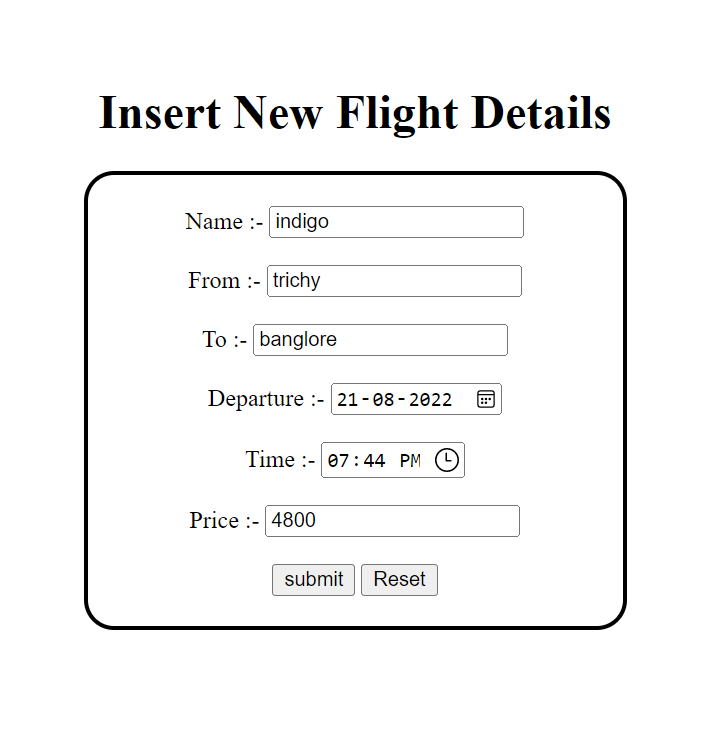 Insert New Flight Details
Name :- indigo
From :- trichy
To :- banglore
Departure :- 21-08-2022
Time :- 07:44 PM
Price :- 4800
submit Reset